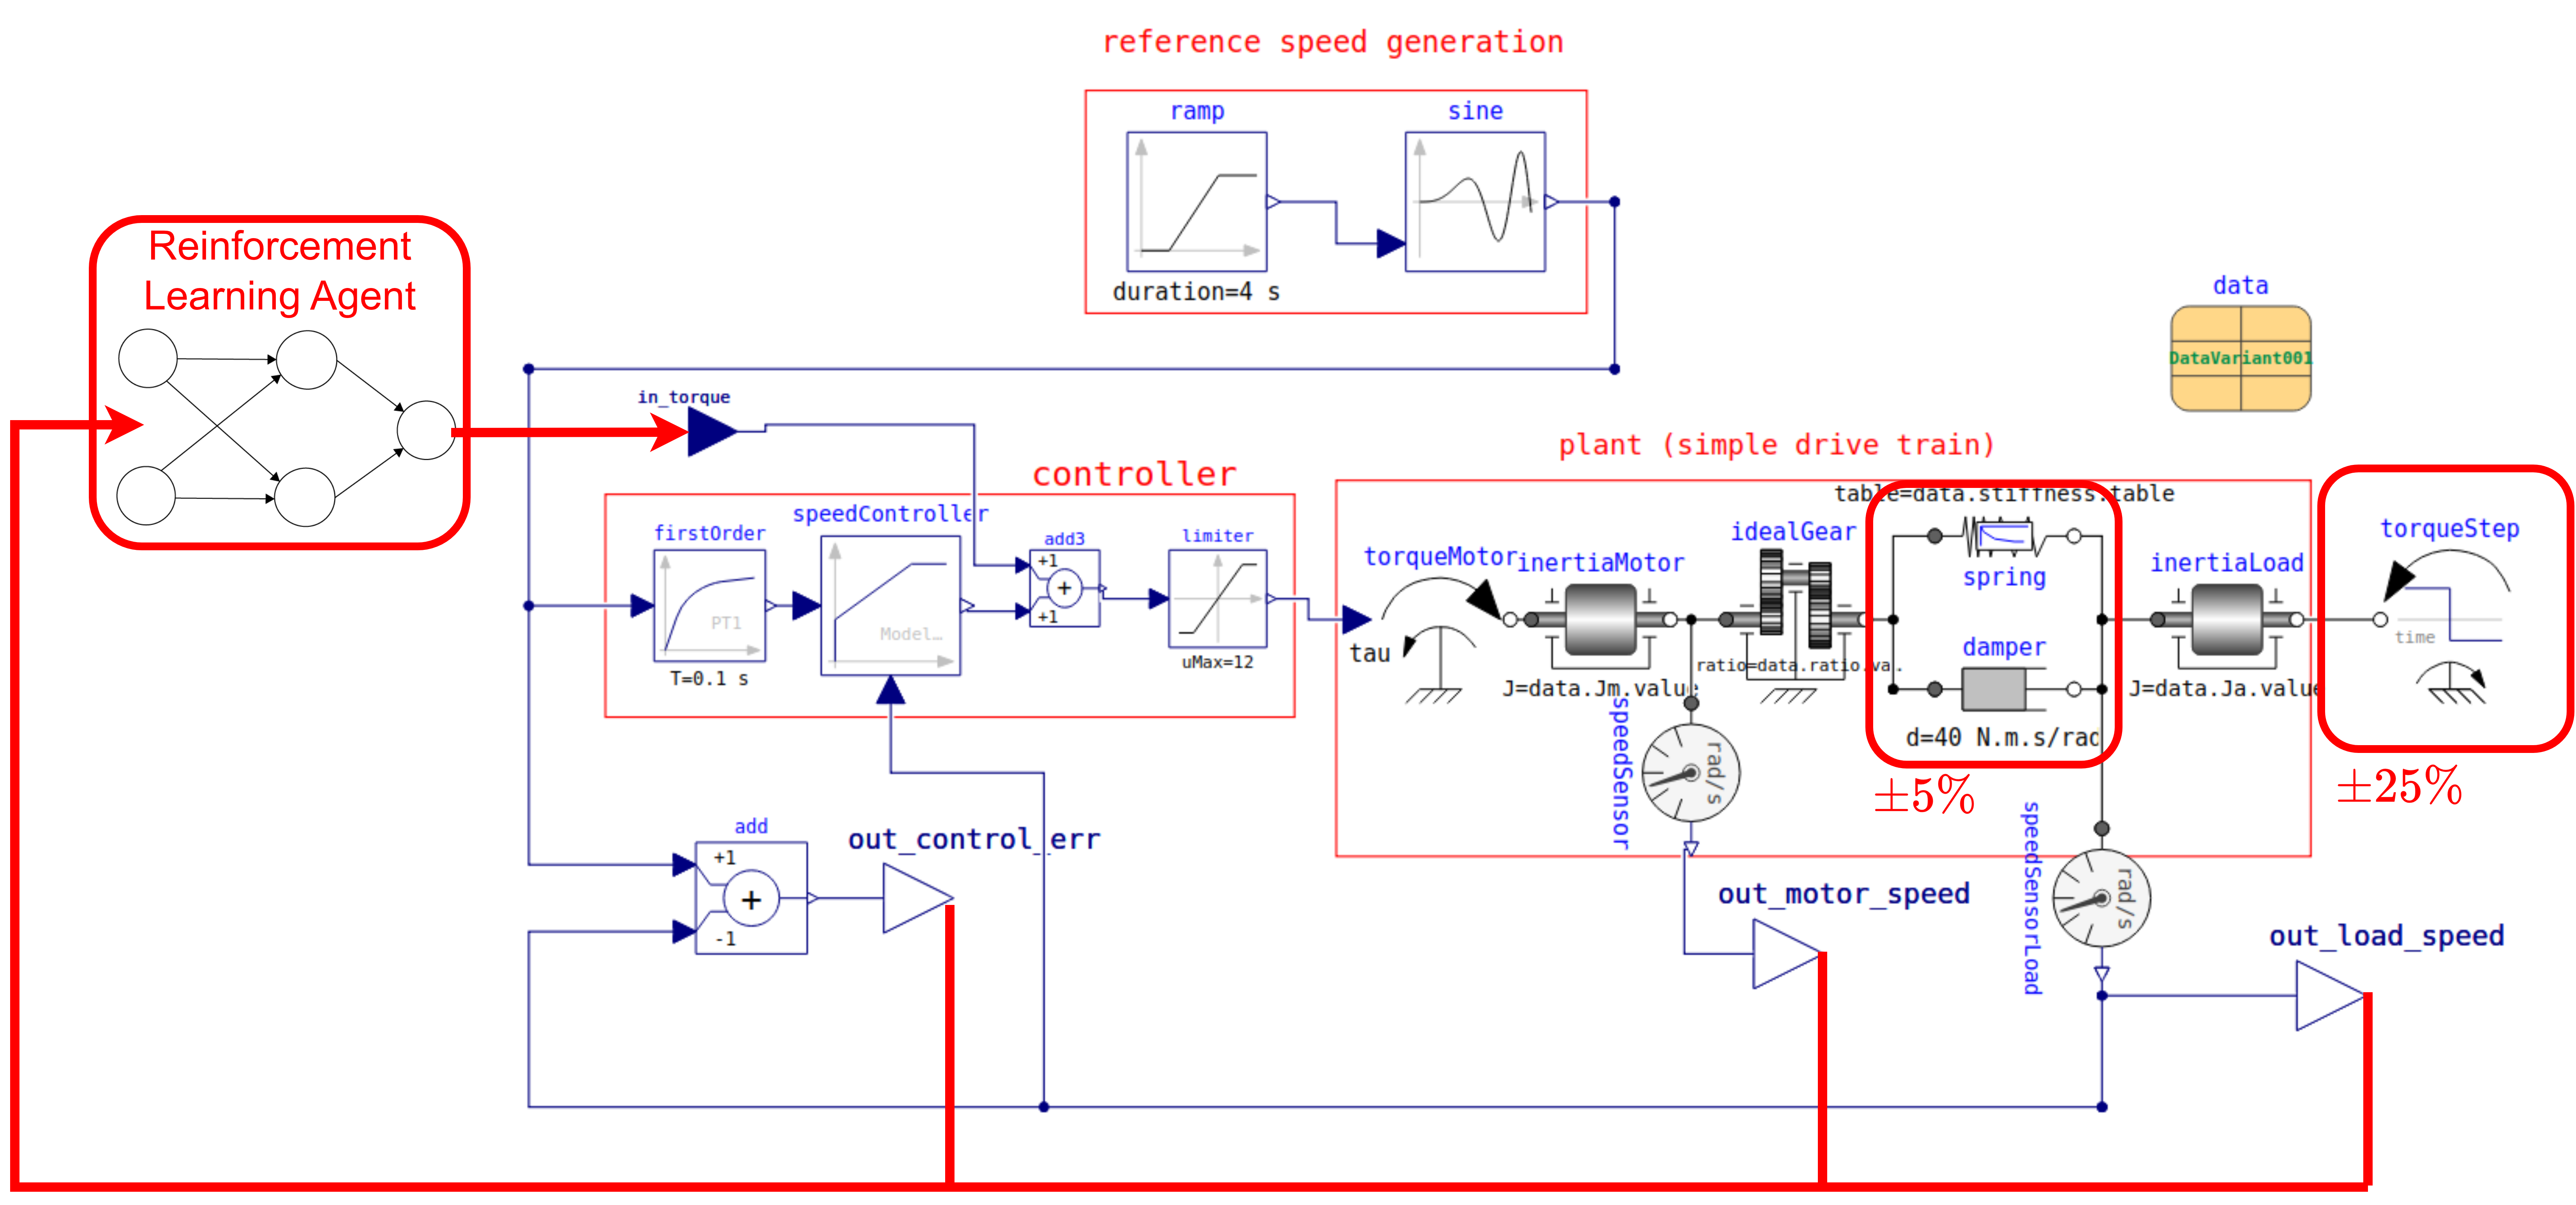 reference speed generation
ramp
sine
duration=4 s
Reinforcement
Learning Agent
data
DataVariant001
in_torque
controller
plant (simple drive train)
firstOrder
PT1
T=0.1 s
speedController
Model…
add3
+1
+
+1
limiter
uMax=12
torqueMotor
tau
inertiaMotor
J=data.Jm.value
idealGear
ratio=data.ratio.va.
table=data.stiffness.table
spring
damper
d=40 N.m.s/rad
±5%
inertiaLoad
J=data.Ja.value
torqueStep
time
±25%
speedSensor
rad/s
speedSensorLoad
rad/s
add
+1
+
-1
out_control_err
out_motor_speed
out_load_speed